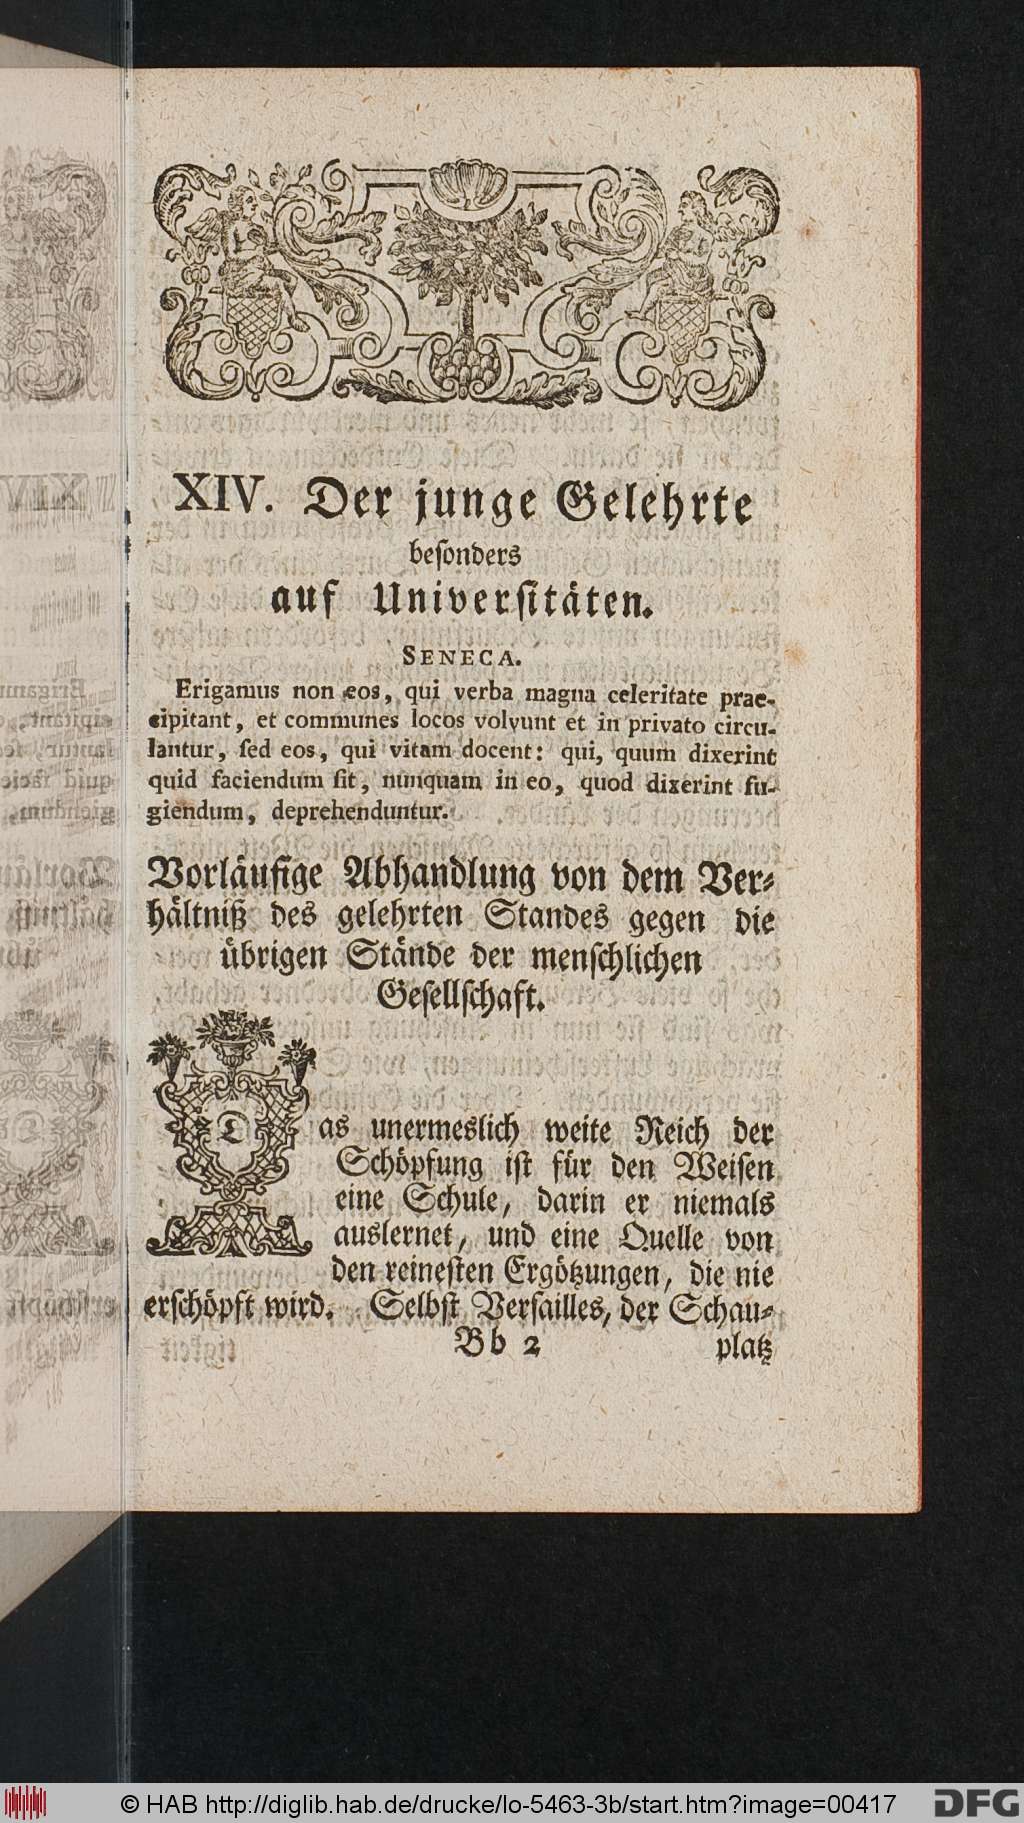 XIV. Der junge Gelehrte
beſonders
auf Univerſitäten.
SENECA.
Erigamus non eos, qui verba magna celeritate prae-
cipitant, et communes locos volvunt et in privato circu-
lantur, ſed eos, qui vitam docent: qui, quum dixerint
quid faciendum ſit, nunquam in eo, quod dixerint fu-
giendum, deprehenduntur.
Vorläufige Abhandlung von dem Ver-
hältniß des gelehrten Standes gegen die
übrigen Stände der menſchlichen
Geſellſchaft.
Das unermeslich weite Reich der
Schöpfung iſt für den Weiſen
eine Schule, darin er niemals
auslernet, und eine Quelle von
den reineſten Ergötzungen, die nie
erſchöpft wird. Selbſt Verſailles, der Schau-
Bb 2 platz
© HAB http://diglib.hab.de/drucke/lo-5463-3b/start.htm?image=00417
DFG